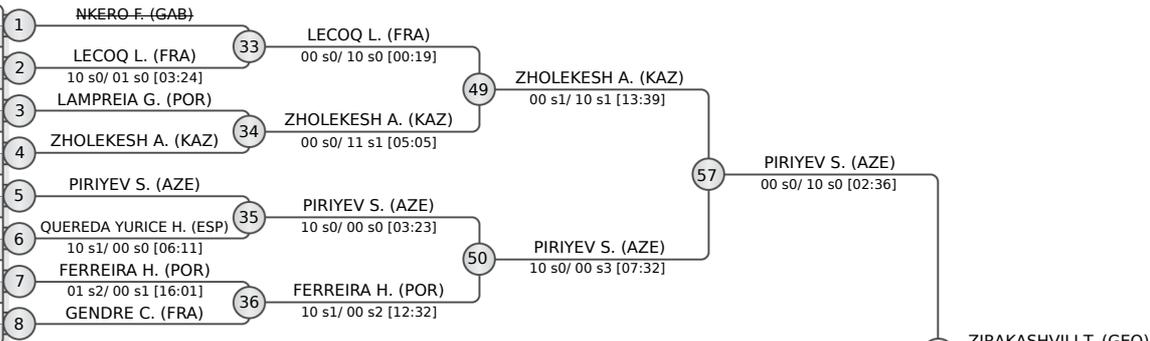 1
NKERO F. (GAB)
LECOQ L. (FRA)
33
LECOQ L. (FRA)
00 s0/ 10 s0 [00:19]
2
10 s0/ 01 s0 [03:24]
49
ZHOLEKESH A. (KAZ)
00 s1/ 10 s1 [13:39]
3
LAMPREIA G. (POR)
34
ZHOLEKESH A. (KAZ)
00 s0/ 11 s1 [05:05]
4
ZHOLEKESH A. (KAZ)
57
PIRIYEV S. (AZE)
00 s0/ 10 s0 [02:36]
5
PIRIYEV S. (AZE)
35
PIRIYEV S. (AZE)
10 s0/ 00 s0 [03:23]
6
QUEREDA YURICE H. (ESP)
10 s1/ 00 s0 [06:11]
50
PIRIYEV S. (AZE)
10 s0/ 00 s3 [07:32]
7
FERREIRA H. (POR)
01 s2/ 00 s1 [16:01]
36
FERREIRA H. (POR)
10 s1/ 00 s2 [12:32]
8
GENDRE C. (FRA)